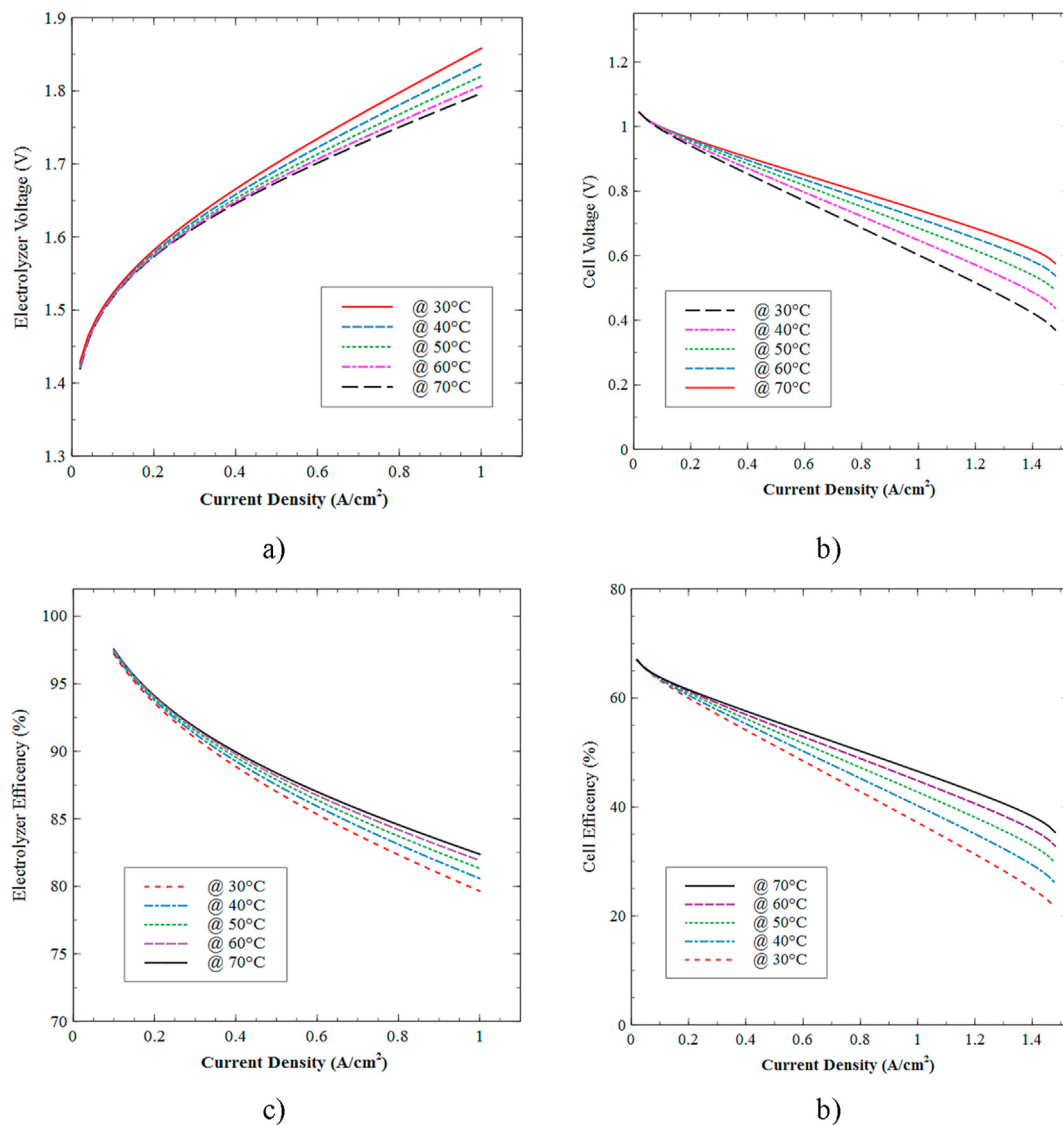 1.9
1.8
1.7
1.6
1.5
1.4
1.3
Electrolyzer Voltage (V)
@ 30°C
@ 40°C
@ 50°C
@ 60°C
@ 70°C
0 0.2 0.4 0.6 0.8 1
Current Density (A/cm²)
a)
1.2
1
0.8
0.6
0.4
0.2
0
Cell Voltage (V)
@ 30°C
@ 40°C
@ 50°C
@ 60°C
@ 70°C
0 0.2 0.4 0.6 0.8 1 1.2 1.4
Current Density (A/cm²)
b)
100
95
90
85
80
75
70
Electrolyzer Efficency (%)
@ 30°C
@ 40°C
@ 50°C
@ 60°C
@ 70°C
0 0.2 0.4 0.6 0.8 1
Current Density (A/cm²)
c)
80
60
40
20
0
Cell Efficency (%)
@ 70°C
@ 60°C
@ 50°C
@ 40°C
@ 30°C
0 0.2 0.4 0.6 0.8 1 1.2 1.4
Current Density (A/cm²)
b)